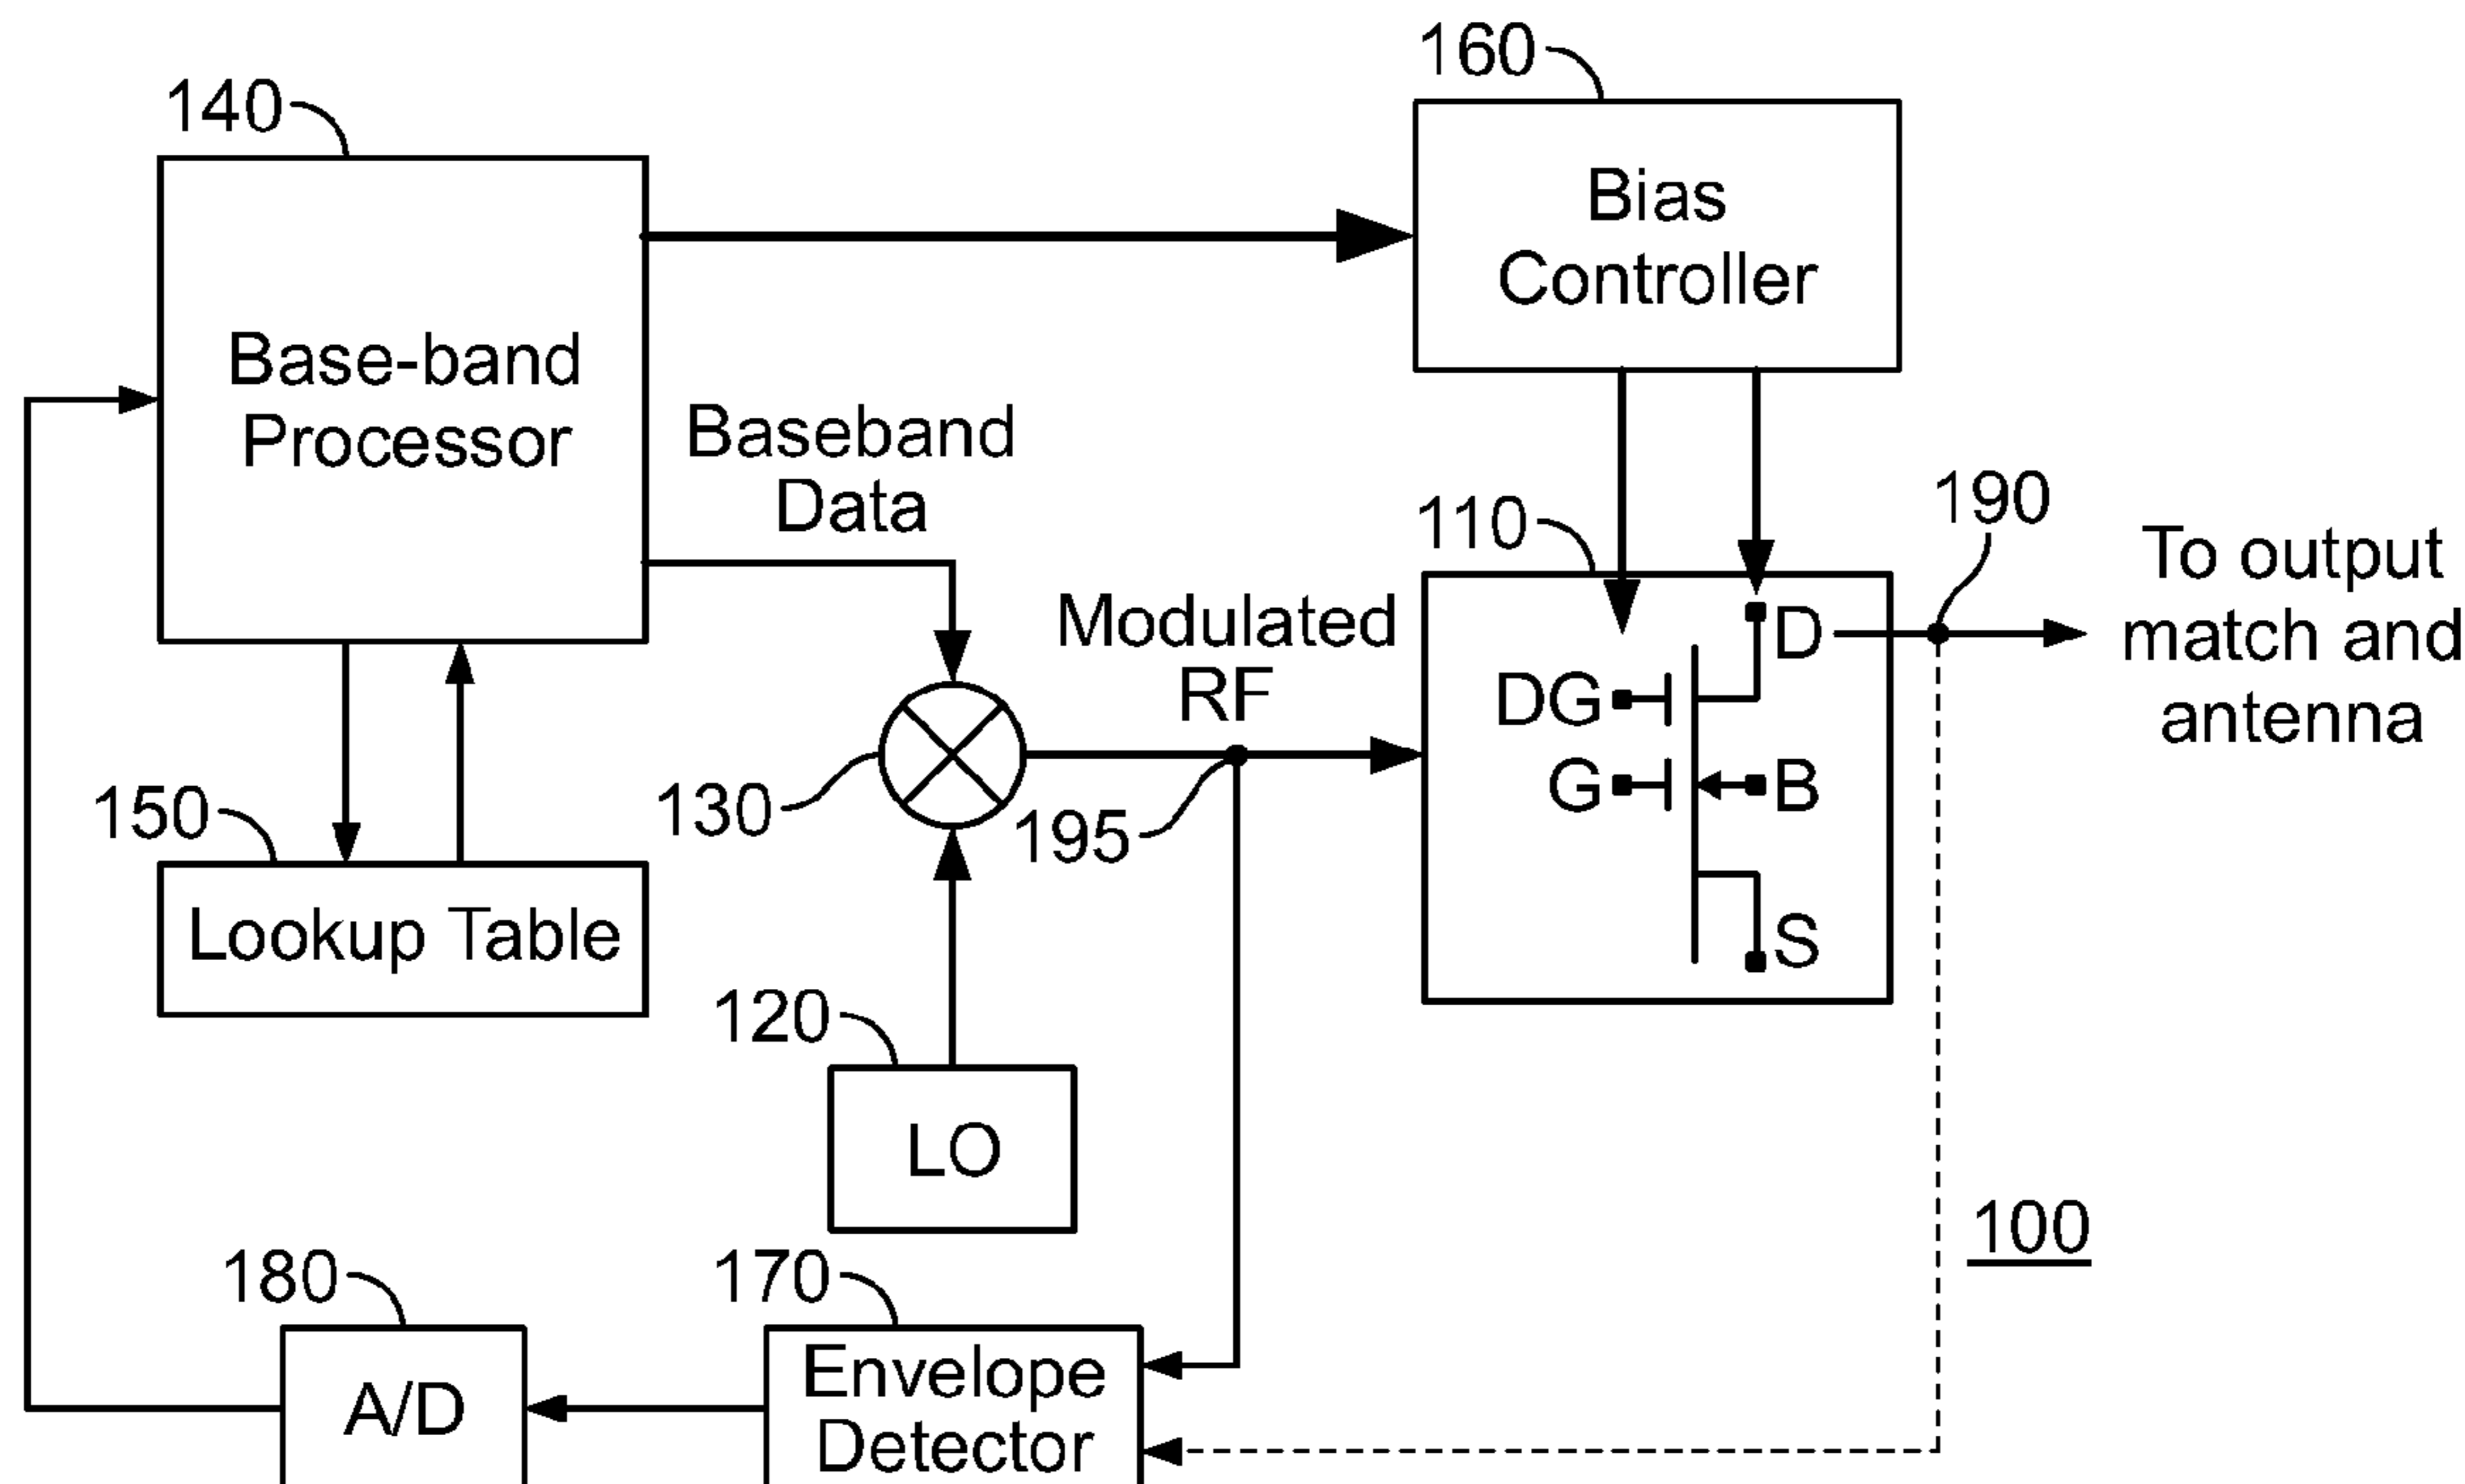 160
140
Bias
Controller
Base-band
Processor
Baseband
Data
190
110
To output
match and
antenna
Modulated
RF
D
DG
G
B
S
130
195
150
Lookup Table
120
LO
100
180
170
A/D
Envelope
Detector